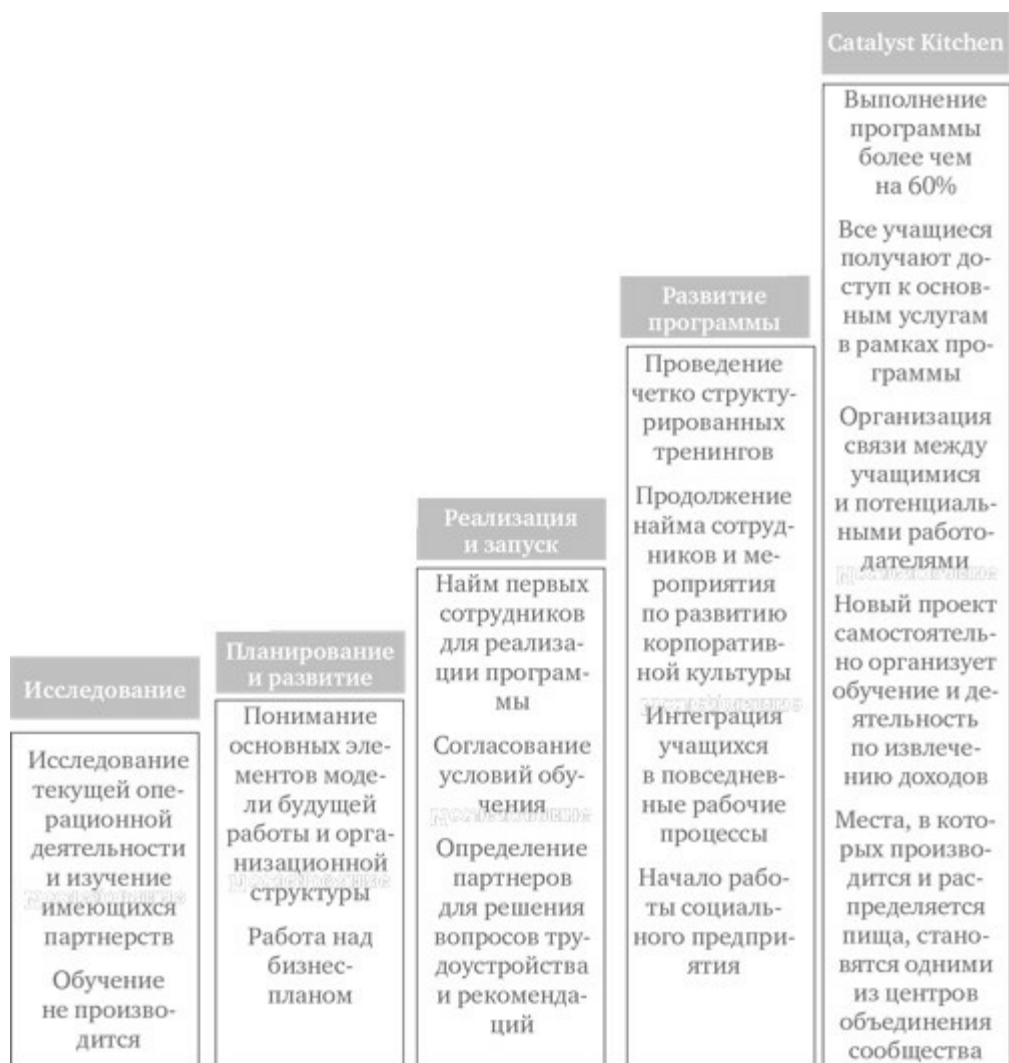 Исследование
Исследование
текущей опе-
рационной
деятельности
и изучение
имеющихся
партнерств
Обучение
не произво-
дится
Планирование
и развитие
Понимание
основных эле-
ментов моде-
ли будущей
работы и орга-
низационной
структуры
Работа над
бизнес-
планом
Реализация
и запуск
Найм первых
сотрудников
для реализа-
ции програм-
мы
Согласование
условий обу-
чения
Определение
партнеров
для решения
вопросов тру-
доустройства
и рекоменда-
ций
Развитие
программы
Проведение
четко структу-
рированных
тренингов
Продолжение
найма сотруд-
ников и ме-
роприятия
по развитию
корпоратив-
ной культуры
Интеграция
учащихся
в повседнев-
ные рабочие
процессы
Начало рабо-
ты социаль-
ного предпри-
ятия
Catalyst Kitchen
Выполнение
программы
более чем
на 60%
Все учащиеся
получают до-
ступ к основ-
ным услугам
в рамках про-
граммы
Организация
связи между
учащимися
и потенциаль-
ными работо-
дателями
Новый проект
самостоятель-
но организует
обучение и де-
ятельность
по извлече-
нию доходов
Места, в кото-
рых произво-
дится и рас-
пределяется
пища, стано-
вятся одними
из центров
объединения
сообщества